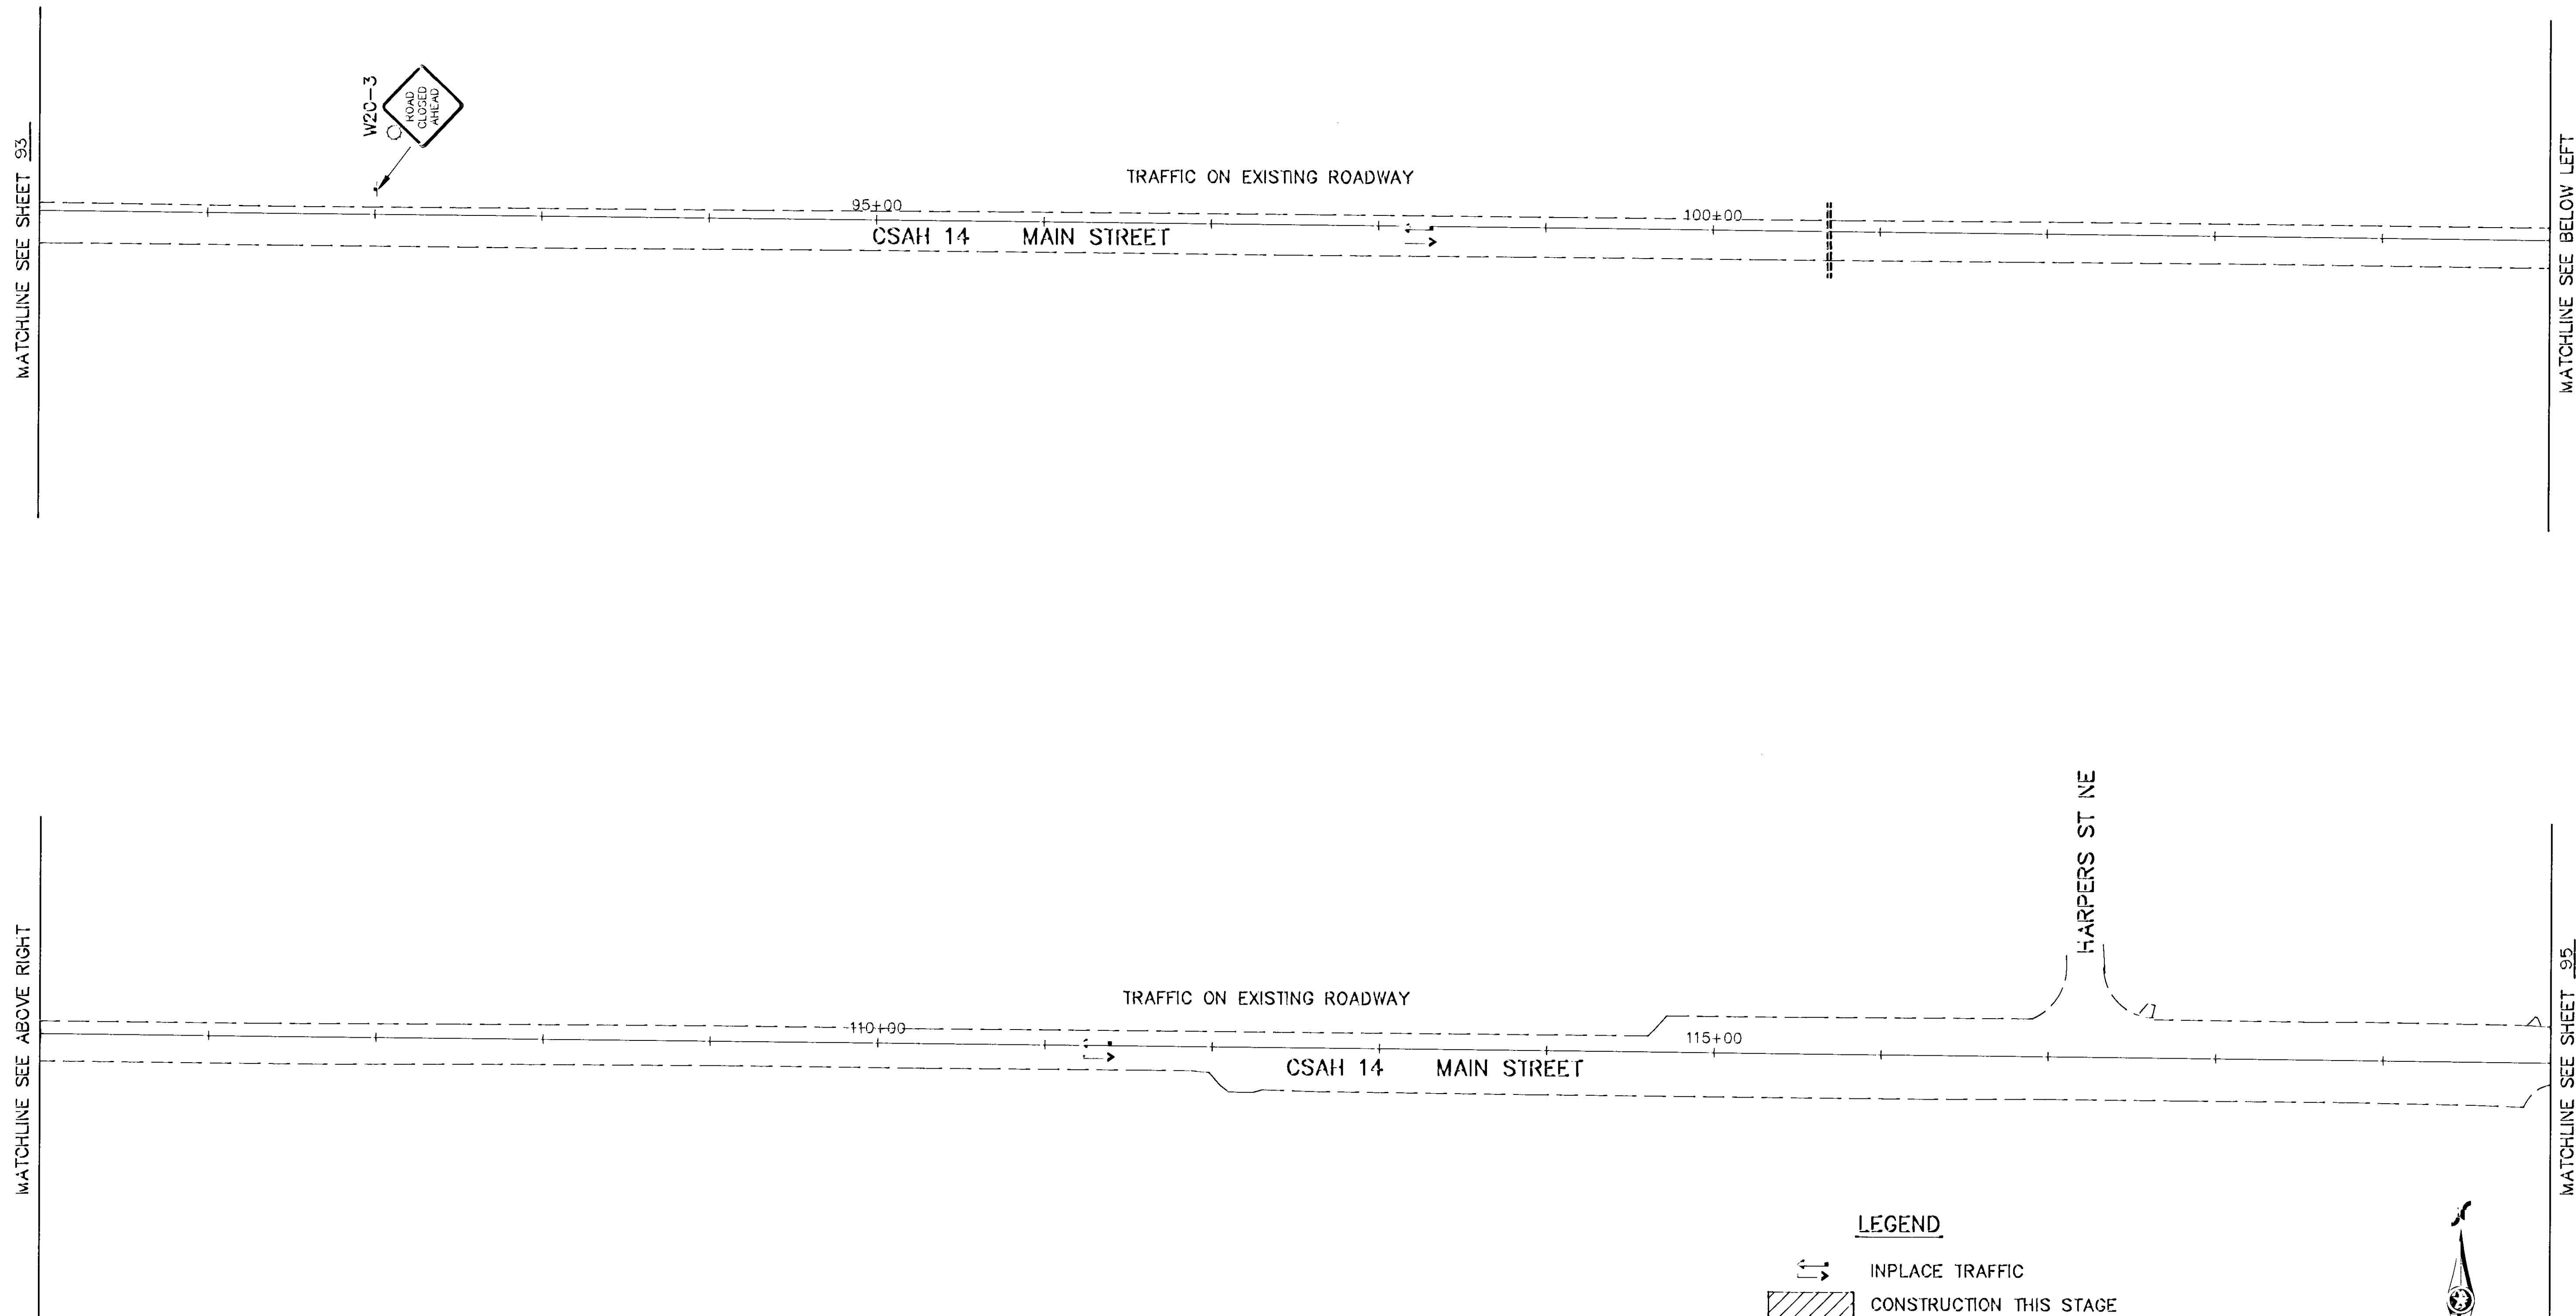 MATCHLINE SEE SHEET 93
W20-3
ROAD
CLOSED
AHEAD
TRAFFIC ON EXISTING ROADWAY
95+00
100+00
CSAH 14 MAIN STREET
MATCHLINE SEE BELOW LEFT
MATCHLINE SEE ABOVE RIGHT
HARPERS ST NE
TRAFFIC ON EXISTING ROADWAY
110+00
115+00
CSAH 14 MAIN STREET
MATCHLINE SEE SHEET 95
LEGEND
INPLACE TRAFFIC
CONSTRUCTION THIS STAGE
N